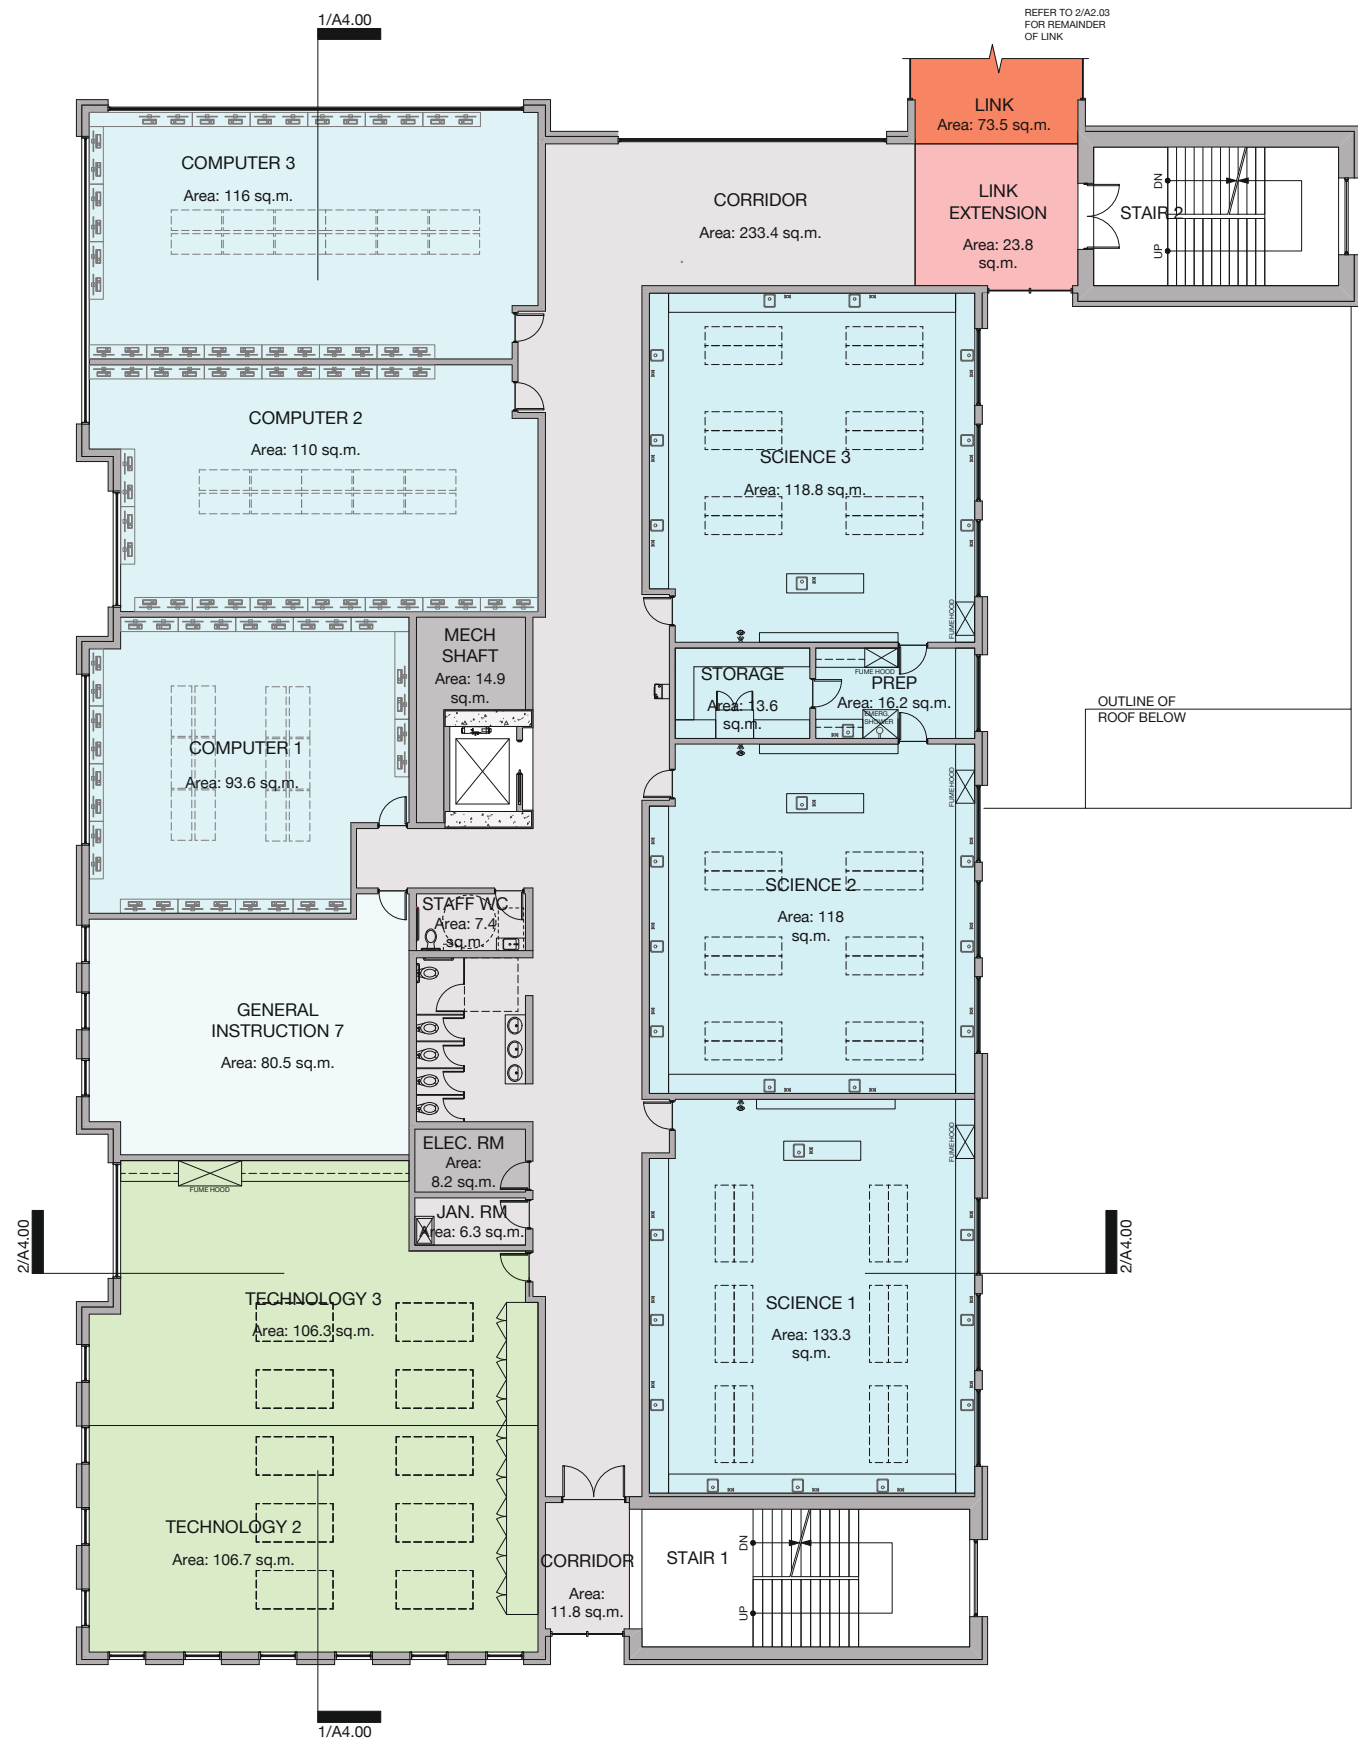 1/A4.00
REFER TO 2/A2.03
FOR REMAINDER
OF LINK
LINK
Area: 73.5 sq.m.
COMPUTER 3
Area: 116 sq.m.
CORRIDOR
Area: 233.4 sq.m.
LINK
EXTENSION
Area: 23.8
sq.m.
STAIR 2
DN
UP
COMPUTER 2
Area: 110 sq.m.
SCIENCE 3
Area: 118.8 sq.m.
FUME HOOD
MECH
SHAFT
Area: 14.9
sq.m.
STORAGE
Area: 13.6
sq.m.
FUME HOOD
PREP
Area: 16.2 sq.m.
EMERG.
SHOWER
OUTLINE OF
ROOF BELOW
COMPUTER 1
Area: 93.6 sq.m.
FUME HOOD
SCIENCE 2
Area: 118
sq.m.
STAFF WC
Area: 7.4
sq.m.
GENERAL
INSTRUCTION 7
Area: 80.5 sq.m.
ELEC. RM
Area:
8.2 sq.m.
FUME HOOD
FUME HOOD
JAN. RM
Area: 6.3 sq.m.
2/A4.00
2/A4.00
TECHNOLOGY 3
Area: 106.3 sq.m.
SCIENCE 1
Area: 133.3
sq.m.
TECHNOLOGY 2
Area: 106.7 sq.m.
CORRIDOR
Area:
11.8 sq.m.
STAIR 1
DN
UP
1/A4.00